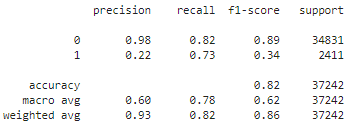 precision recall f1-score support
0 0.98 0.82 0.89 34831
1 0.22 0.73 0.34 2411
accuracy 0.82 37242
macro avg 0.60 0.78 0.62 37242
weighted avg 0.93 0.82 0.86 37242